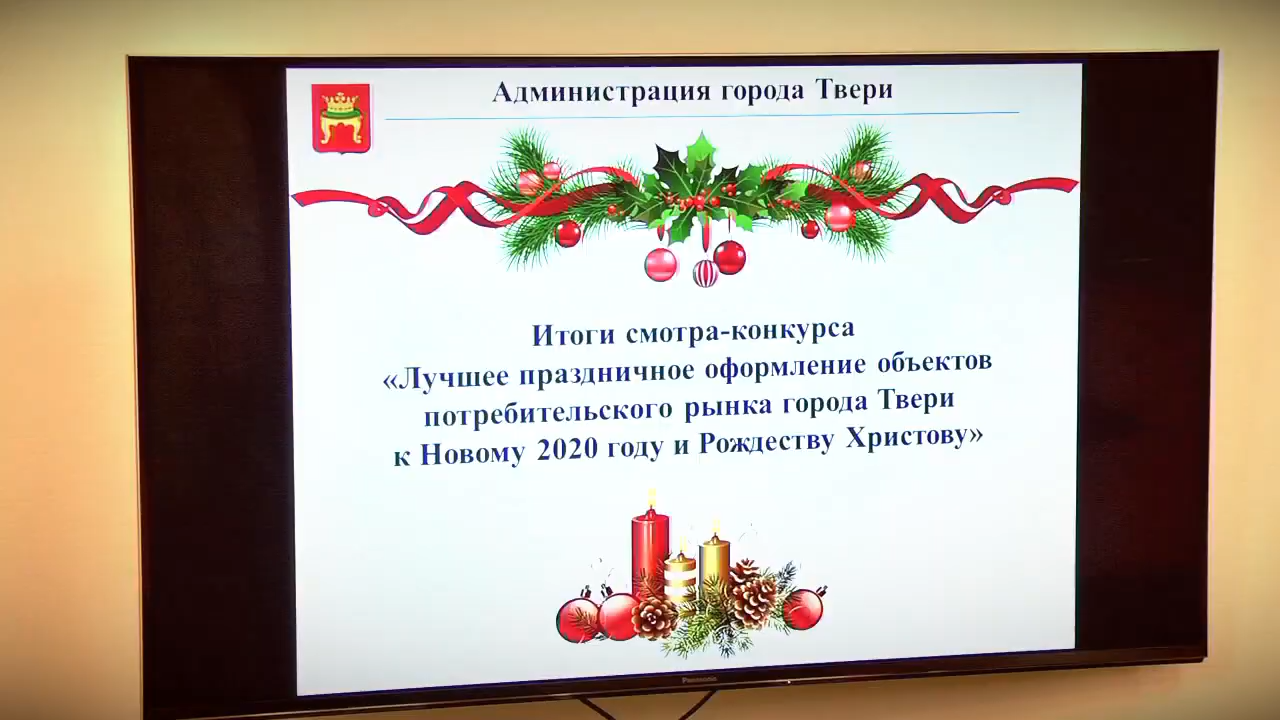 Администрация города Твери
Итоги смотра-конкурса
«Лучшее праздничное оформление объектов
потребительского рынка города Твери
к Новому 2020 году и Рождеству Христову»
Panasonic